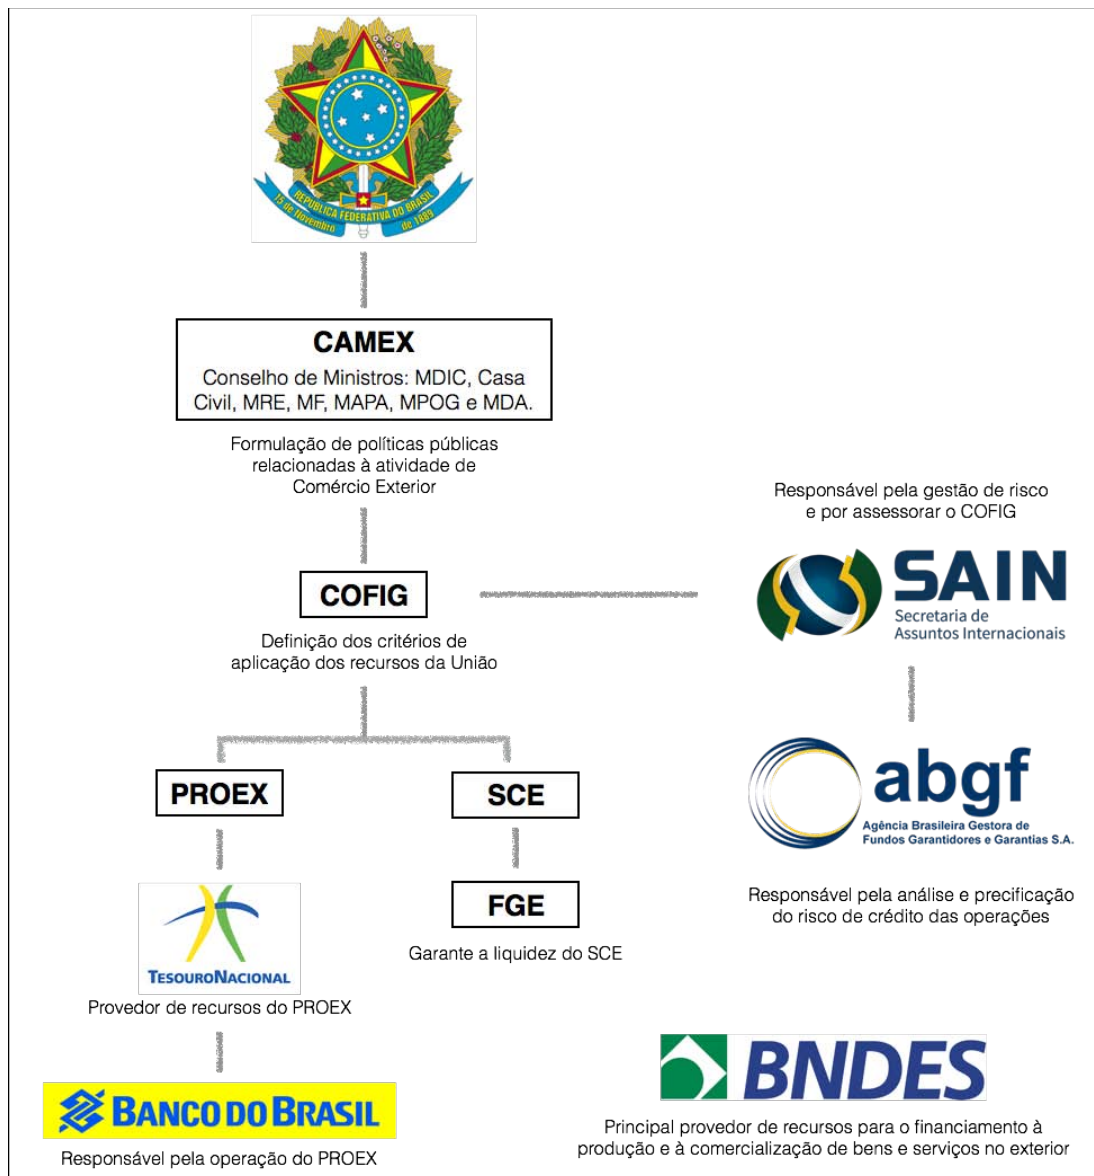 REPÚBLICA FEDERATIVA DO BRASIL
15 de Novembro
de 1889
CAMEX
Conselho de Ministros: MDIC, Casa
Civil, MRE, MF, MAPA, MPOG e MDA.
Formulação de políticas públicas
relacionadas à atividade de
Comércio Exterior
Responsável pela gestão de risco
e por assessorar o COFIG
COFIG
SAIN
Secretaria de
Assuntos Internacionais
Definição dos critérios de
aplicação dos recursos da União
PROEX
SCE
abgf
Agência Brasileira Gestora de
Fundos Garantidores e Garantias S.A.
FGE
Responsável pela análise e precificação
do risco de crédito das operações
Garante a liquidez do SCE
TESOURONACIONAL
Provedor de recursos do PROEX
BNDES
BANCO DO BRASIL
Principal provedor de recursos para o financiamento à
produção e à comercialização de bens e serviços no exterior
Responsável pela operação do PROEX